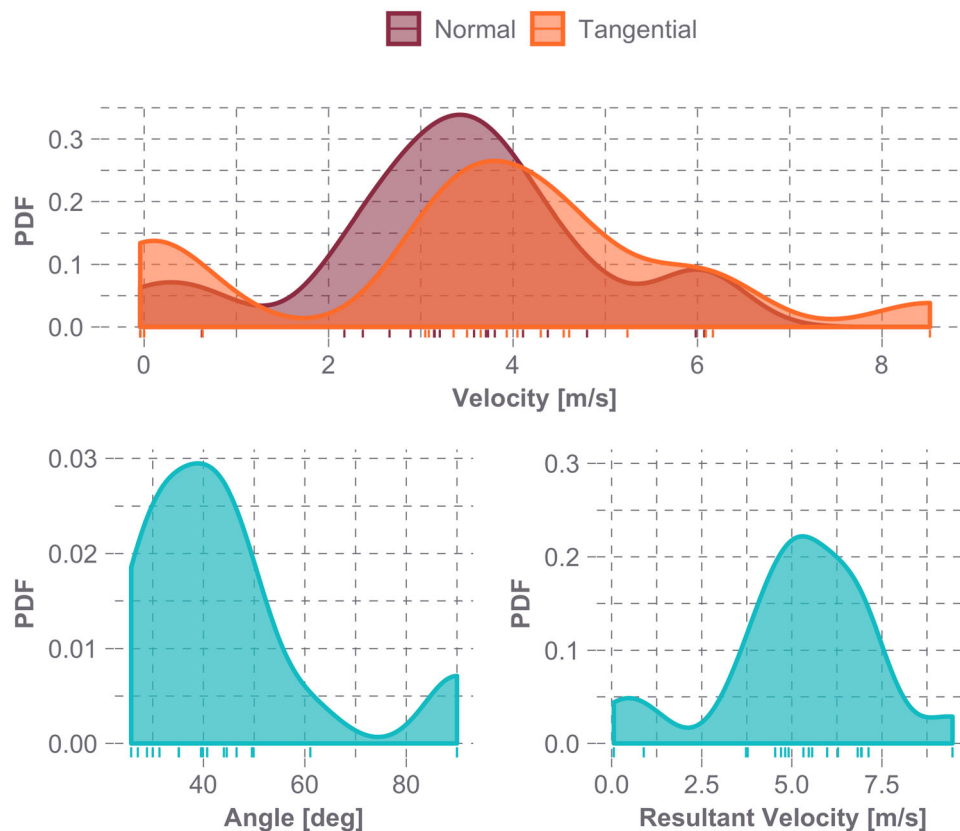 Normal Tangential
0.3
0.2
0.1
0.0
PDF
0 2 4 6 8
Velocity [m/s]
0.03
0.02
0.01
0.00
PDF
40 60 80
Angle [deg]
0.3
0.2
0.1
0.0
PDF
0.0 2.5 5.0 7.5
Resultant Velocity [m/s]